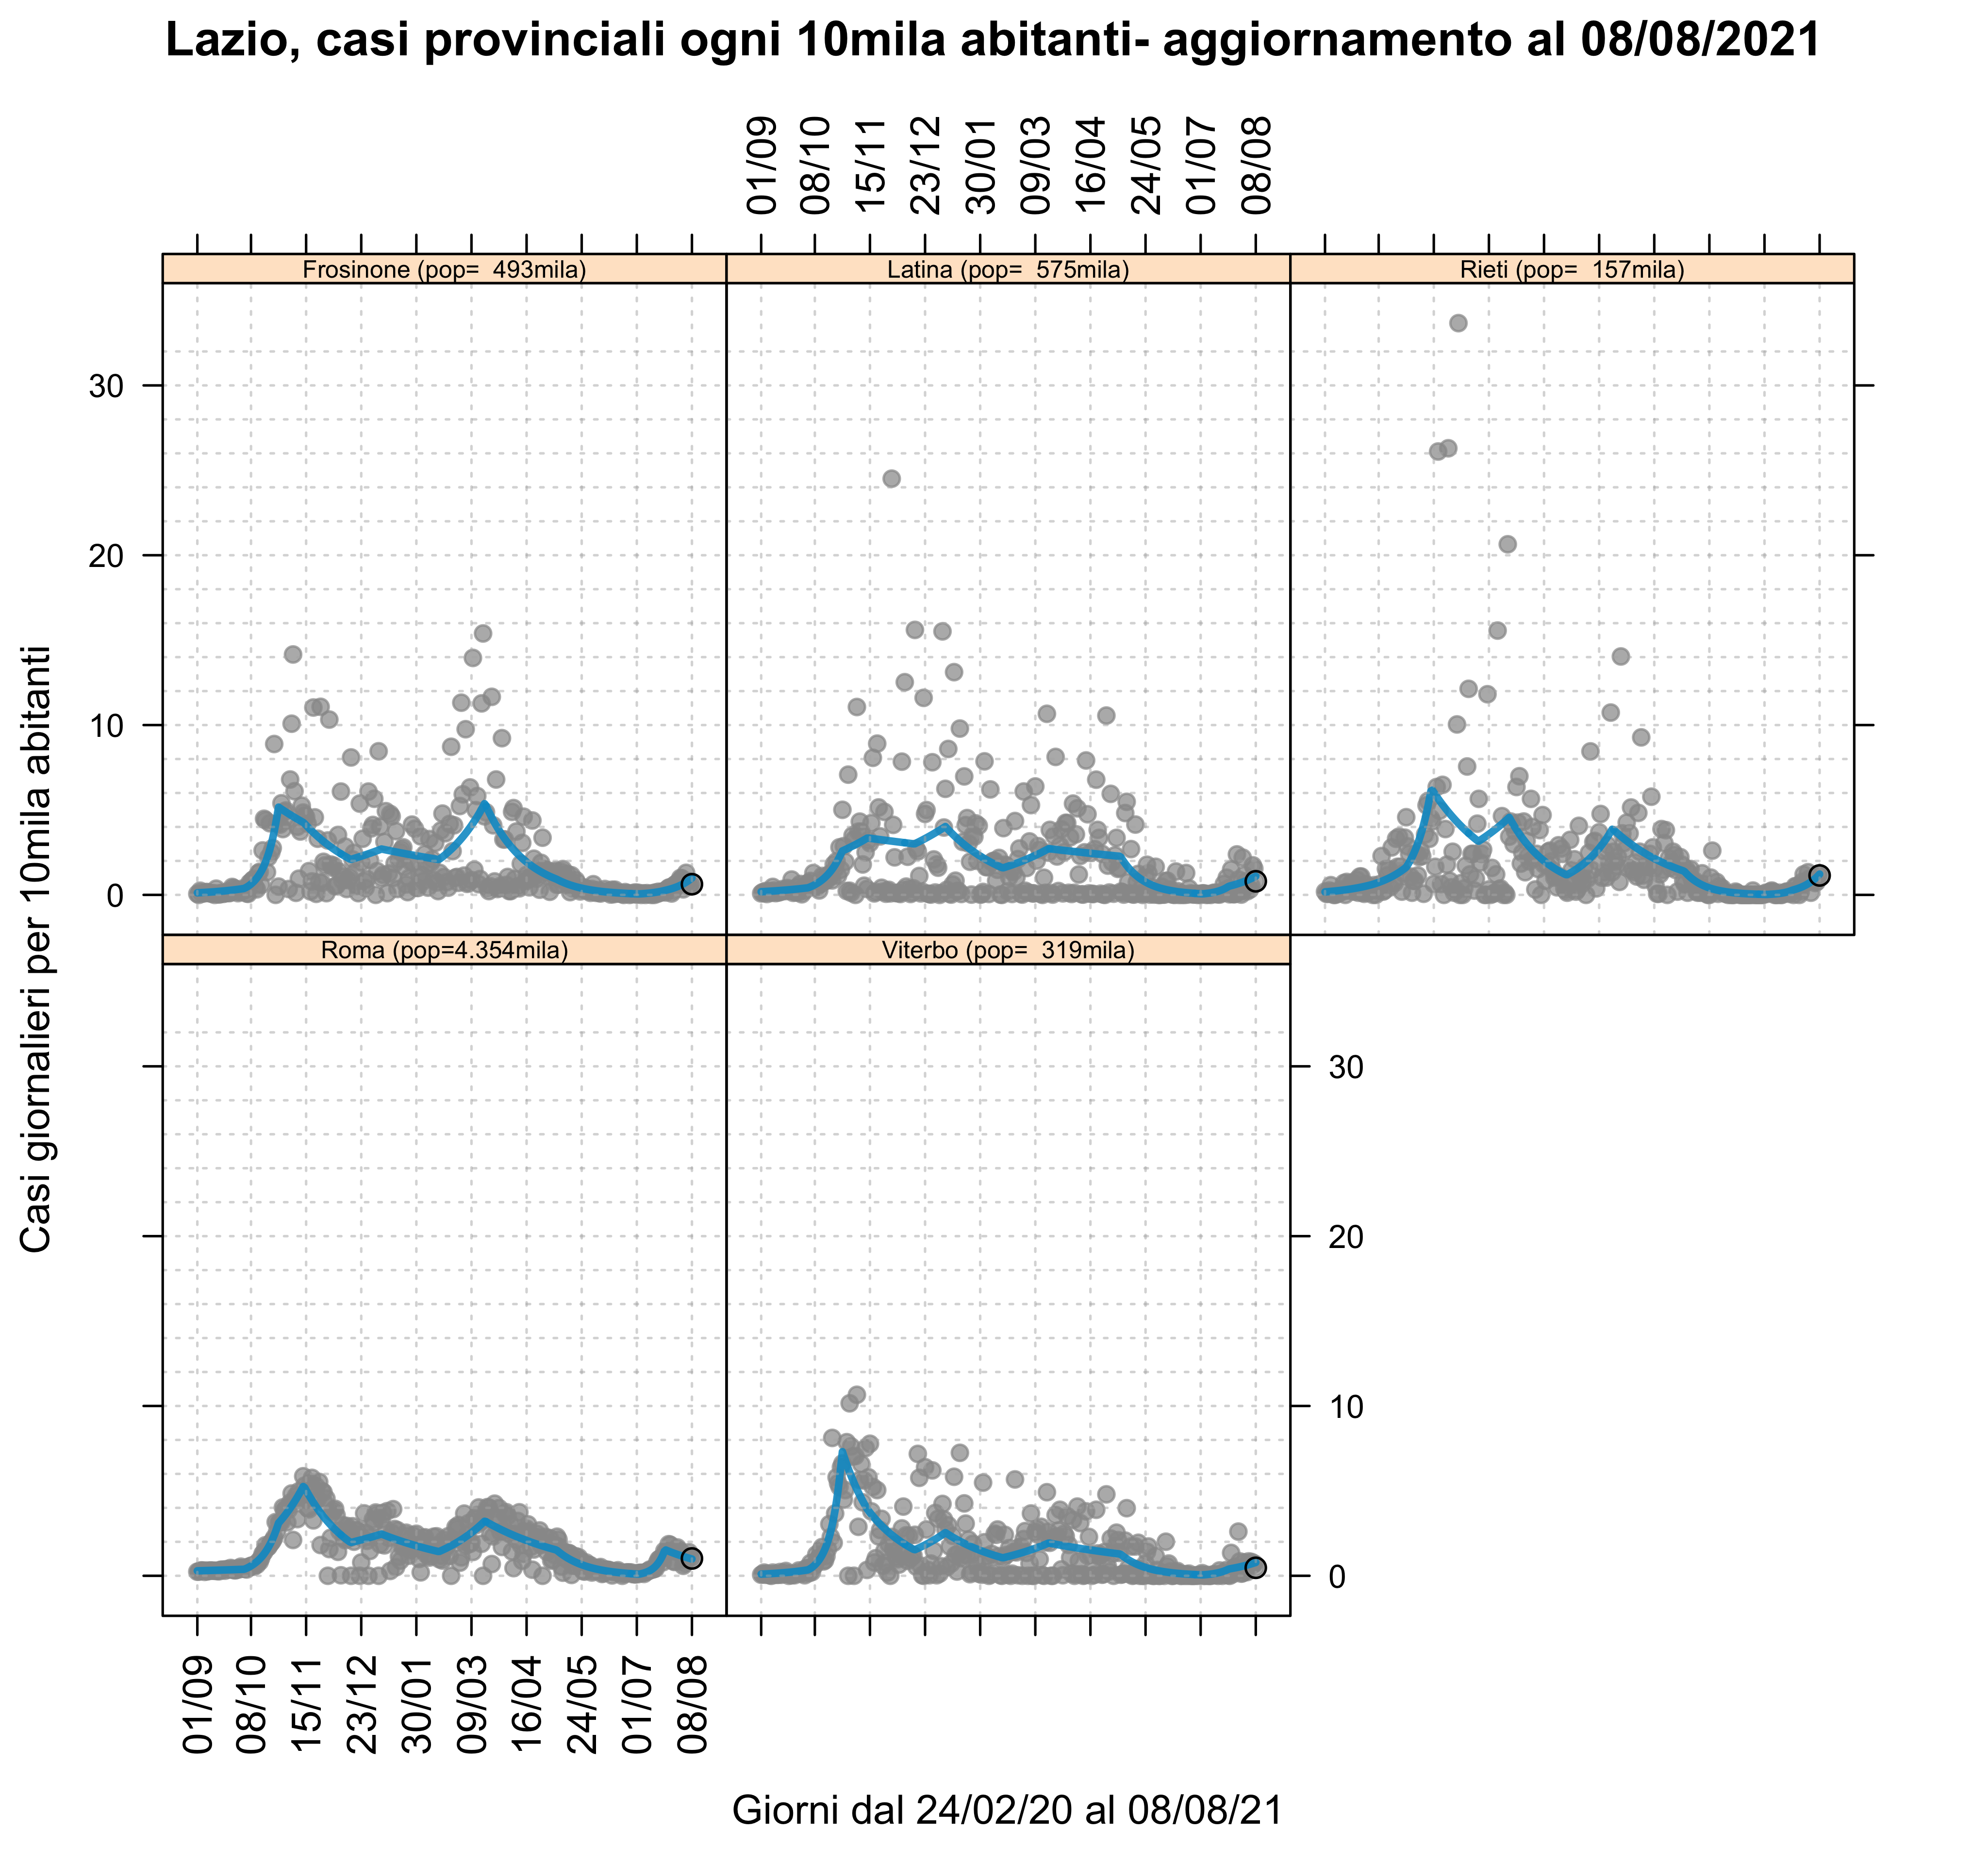 Lazio, casi provinciali ogni 10mila abitanti- aggiornamento al 08/08/2021
01/09 08/10 15/11 23/12 30/01 09/03 16/04 24/05 01/07 08/08
Frosinone (pop=  493mila)
Latina (pop=  575mila)
Rieti (pop=  157mila)
30
20
10
0
Casi giornalieri per 10mila abitanti
Roma (pop=4.354mila)
Viterbo (pop=  319mila)
30
20
10
0
01/09 08/10 15/11 23/12 30/01 09/03 16/04 24/05 01/07 08/08
Giorni dal 24/02/20 al 08/08/21